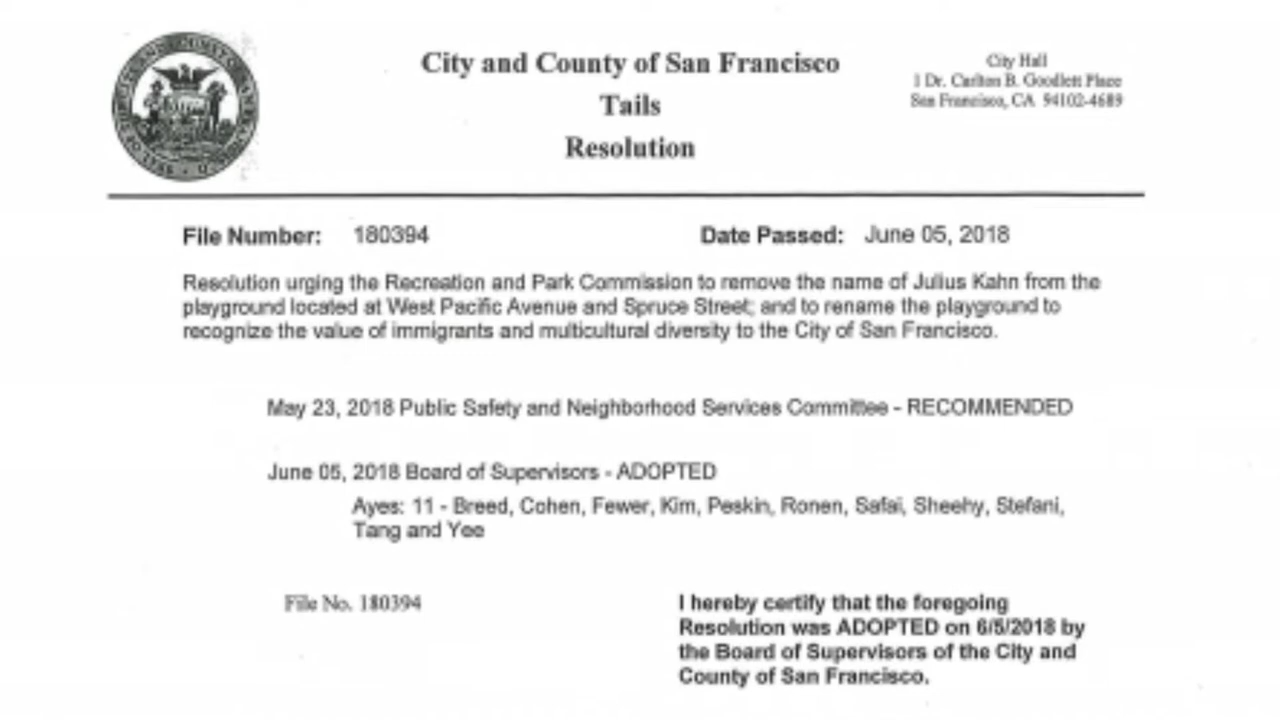 City and County of San Francisco
Tails
Resolution
City Hall
1 Dr. Carlton B. Goodlett Place
San Francisco, CA 94102-4689
File Number: 180394
Date Passed: June 05, 2018
Resolution urging the Recreation and Park Commission to remove the name of Julius Kahn from the
playground located at West Pacific Avenue and Spruce Street; and to rename the playground to
recognize the value of immigrants and multicultural diversity to the City of San Francisco.
May 23, 2018 Public Safety and Neighborhood Services Committee - RECOMMENDED
June 05, 2018 Board of Supervisors - ADOPTED
Ayes: 11 - Breed, Cohen, Fewer, Kim, Peskin, Ronen, Safai, Sheehy, Stefani,
Tang and Yee
File No. 180394
I hereby certify that the foregoing
Resolution was ADOPTED on 6/5/2018 by
the Board of Supervisors of the City and
County of San Francisco.